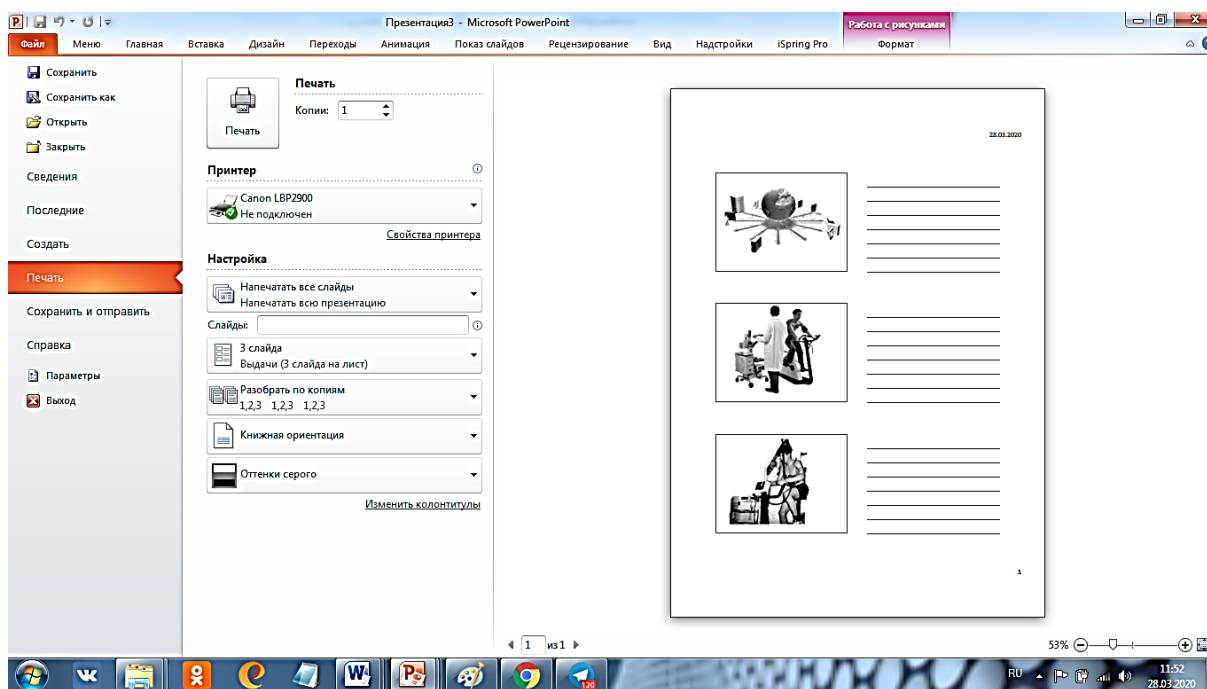 Презентация3 - Microsoft PowerPoint
Работа с рисунками
Файл Меню Главная Вставка Дизайн Переходы Анимация Показ слайдов Рецензирование Вид Надстройки iSpring Pro Формат
Сохранить
Сохранить как
Открыть
Закрыть
Сведения
Последние
Создать
Печать
Сохранить и отправить
Справка
Параметры
Выход
Печать
Копии: 1
Печать
Принтер
Canon LBP2900
Не подключен
Свойства принтера
Настройка
Напечатать все слайды
Напечатать всю презентацию
Слайды:
3 слайда
Выдачи (3 слайда на лист)
Разобрать по копиям
1,2,3 1,2,3 1,2,3
Книжная ориентация
Оттенки серого
Изменить колонтитулы
28.03.2020
1
1 из 1
53%
120
RU
11:52
28.03.2020